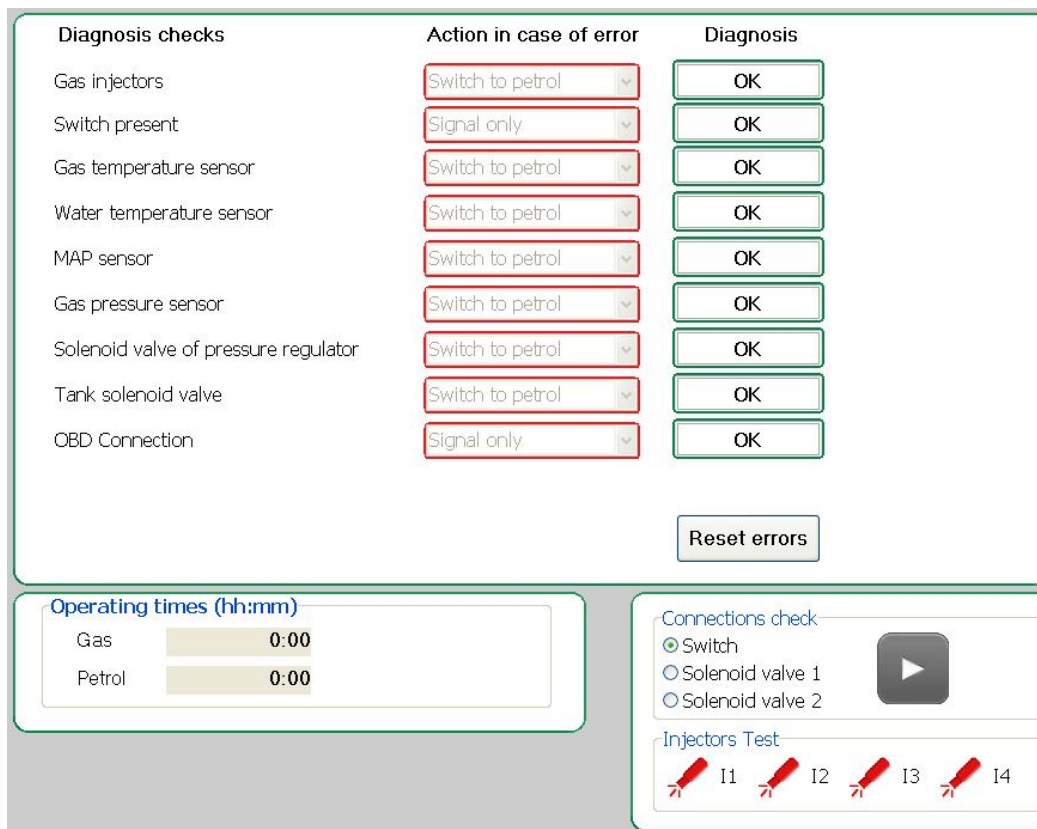 Diagnosis checks Action in case of error Diagnosis
Gas injectors Switch to petrol OK
Switch present Signal only OK
Gas temperature sensor Switch to petrol OK
Water temperature sensor Switch to petrol OK
MAP sensor Switch to petrol OK
Gas pressure sensor Switch to petrol OK
Solenoid valve of pressure regulator Switch to petrol OK
Tank solenoid valve Switch to petrol OK
OBD Connection Signal only OK
Reset errors
Operating times (hh:mm)
Gas 0:00
Petrol 0:00
Connections check
Switch
Solenoid valve 1
Solenoid valve 2
Injectors Test
I1 I2 I3 I4